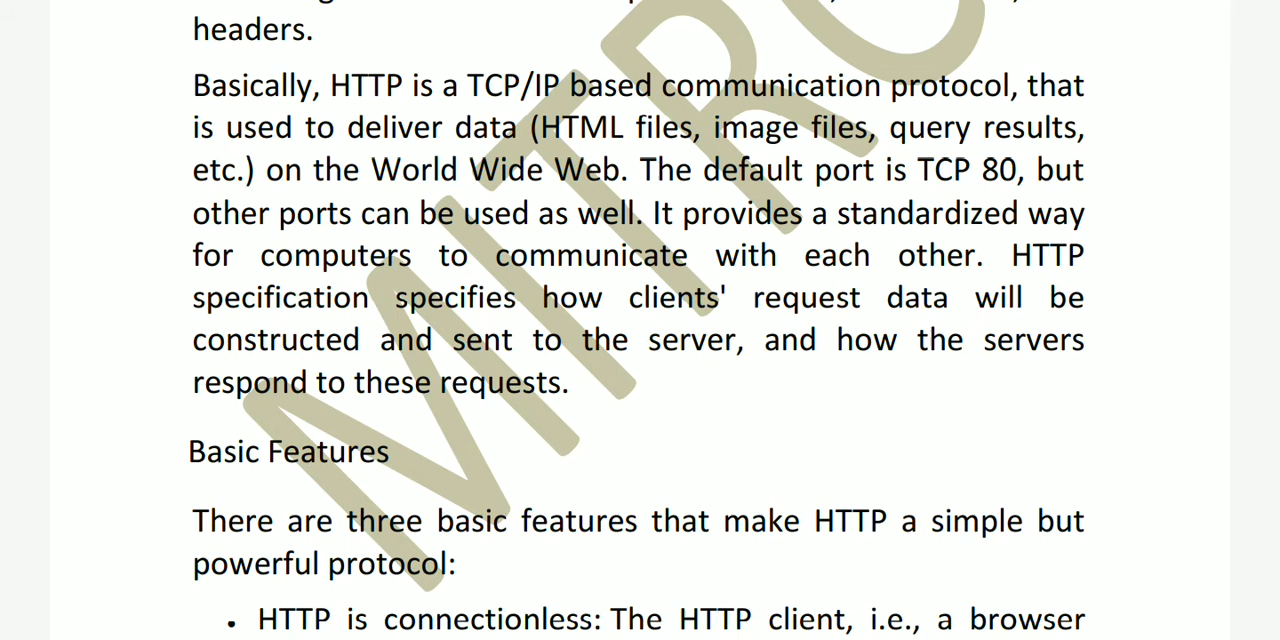 headers.
Basically, HTTP is a TCP/IP based communication protocol, that
is used to deliver data (HTML files, image files, query results,
etc.) on the World Wide Web. The default port is TCP 80, but
other ports can be used as well. It provides a standardized way
for computers to communicate with each other. HTTP
specification specifies how clients' request data will be
constructed and sent to the server, and how the servers
respond to these requests.
Basic Features
There are three basic features that make HTTP a simple but
powerful protocol:
• HTTP is connectionless: The HTTP client, i.e., a browser